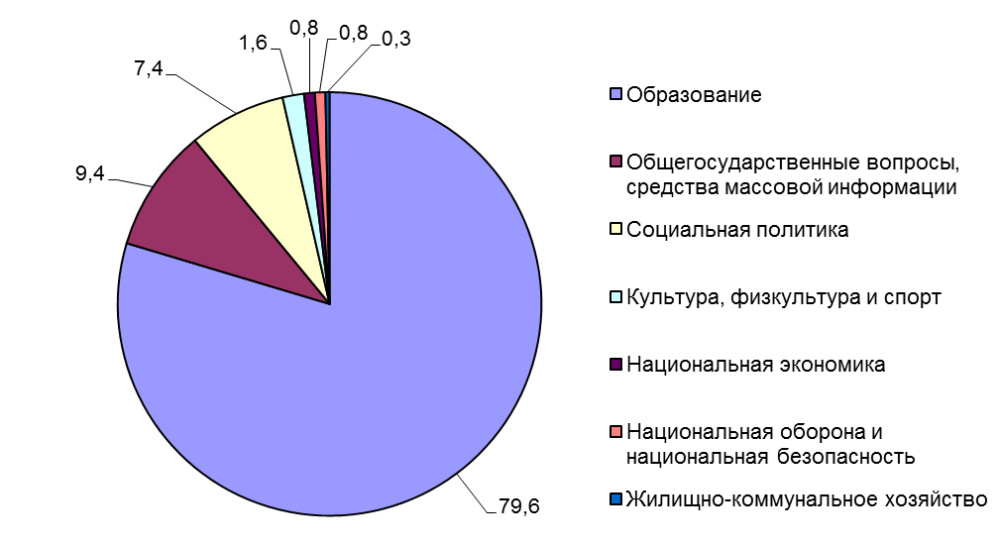 0,8
0,8
0,3
1,6
7,4
9,4
79,6
Образование
Общегосударственные вопросы,
средства массовой информации
Социальная политика
Культура, физкультура и спорт
Национальная экономика
Национальная оборона и
национальная безопасность
Жилищно-коммунальное хозяйство